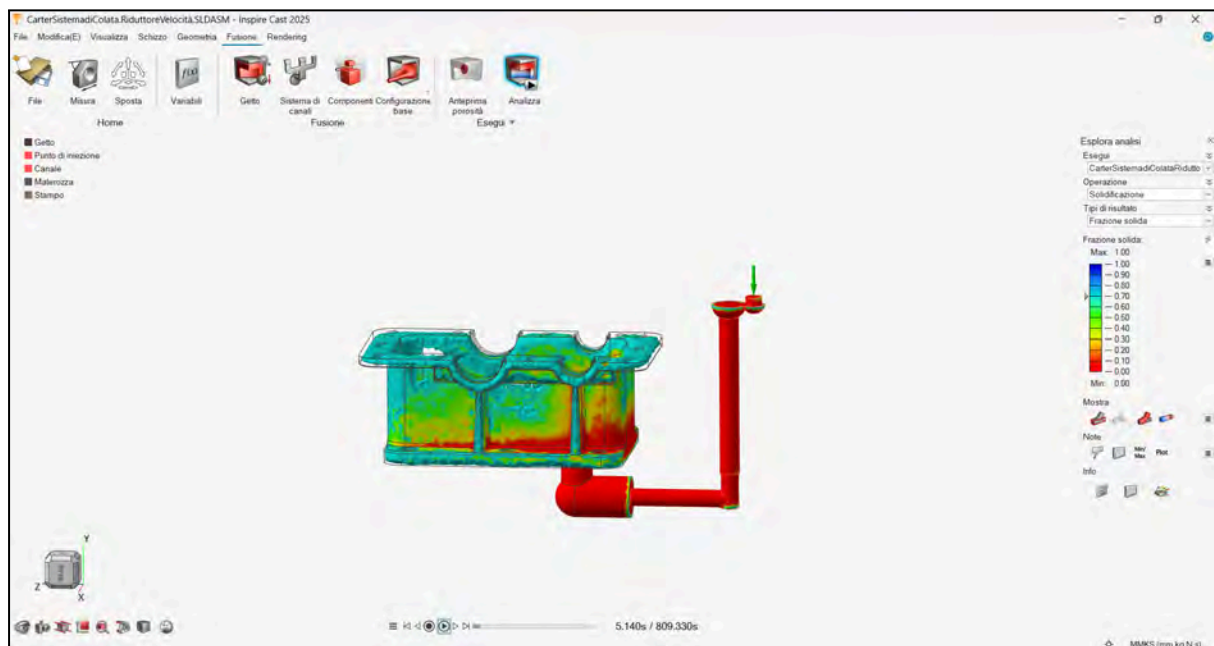 CarterSistemadiColata.RiduttoreVelocità.SLDASM - Inspire Cast 2025
File Modifica(E) Visualizza Schizzo Geometria Fusione Rendering
File Misura Sposta Variabili Getto Sistema di canali Componenti Configurazione base Anteprima porosità Analizza
Home Fusione Esegui
Getto
Punto di iniezione
Canale
Materozza
Stampo
Esplora analisi
Esegui
CarterSistemadiColataRidutto
Operazione
Solidificazione
Tipi di risultato
Frazione solida
Frazione solida:
Max: 1.00
1.00
0.90
0.80
0.70
0.60
0.50
0.40
0.30
0.20
0.10
0.00
Min: 0.00
Mostra
Note
Min/Max Plot
Info
Y
Z
X
5.140s / 809.330s
MMKS (mm kg N s)